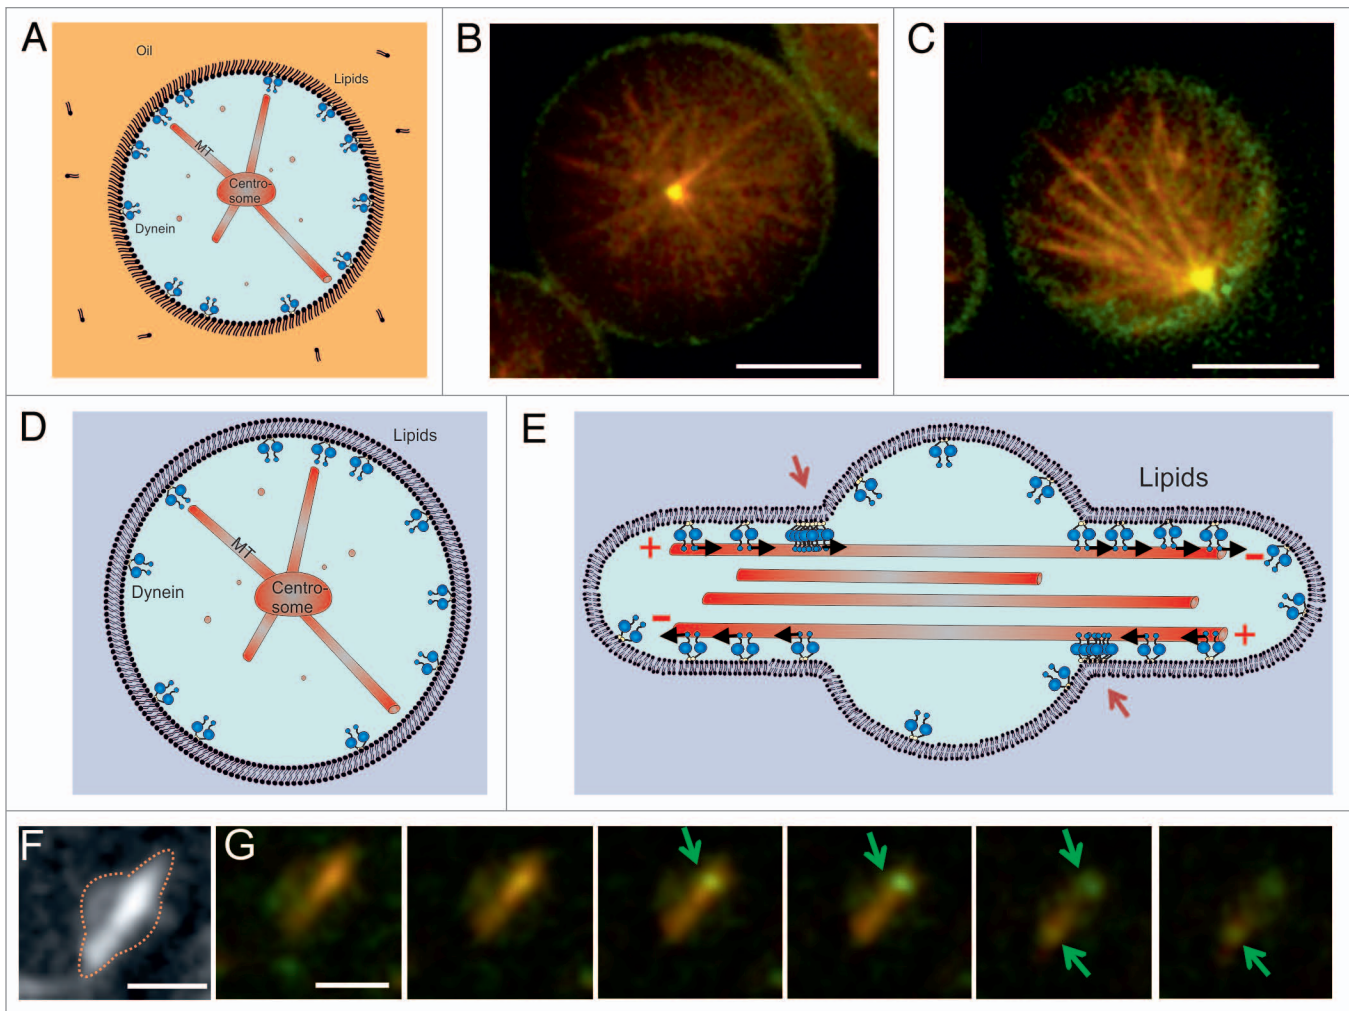 A
Oil
Lipids
MT
Centro-
some
Dynein
B
C
D
Lipids
MT
Centro-
some
Dynein
E
Lipids
+
−
−
+
F
G